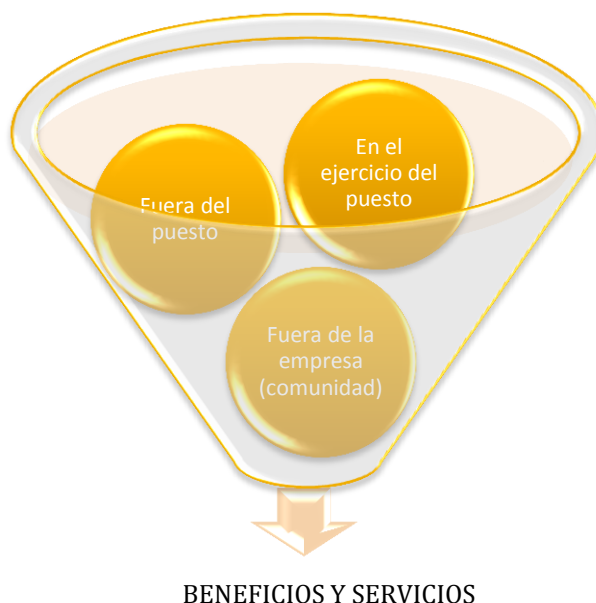 En el
ejercicio del
puesto
Fuera del
puesto
Fuera de la
empresa
(comunidad)
BENEFICIOS Y SERVICIOS